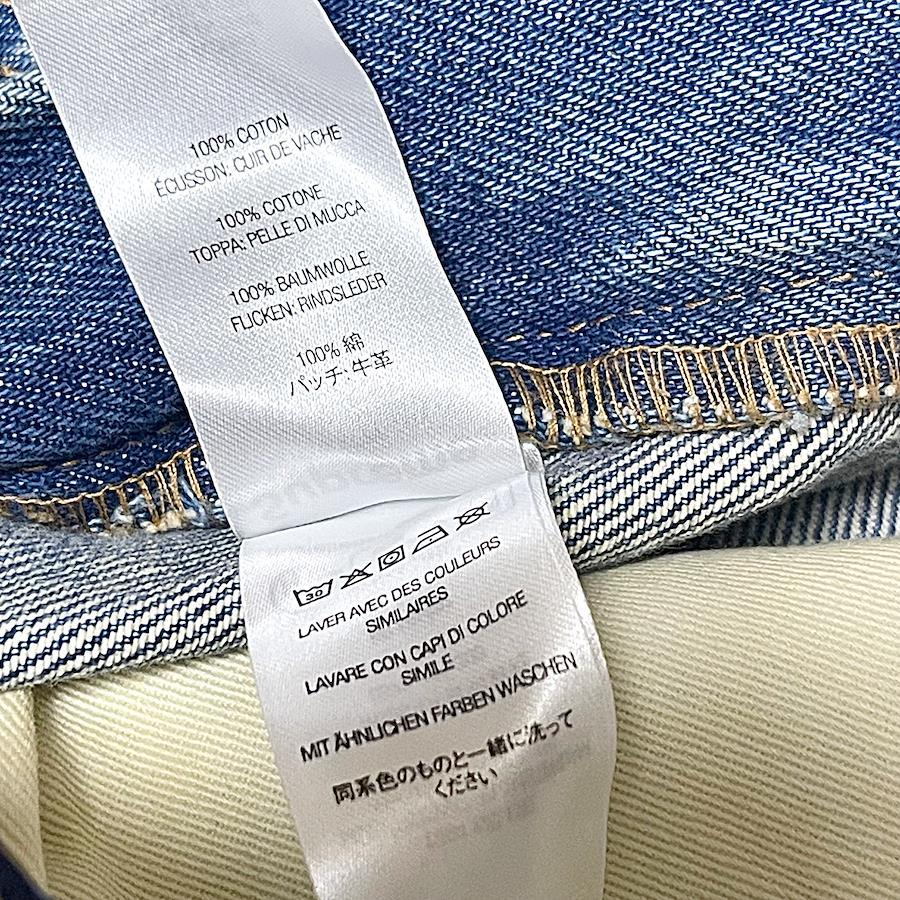 100% COTON
ÉCUSSON: CUIR DE VACHE
100% COTONE
TOPPA: PELLE DI MUCCA
100% BAUMWOLLE
FLICKEN: RINDSLEDER
100% 綿
パッチ: 牛革
30
LAVER AVEC DES COULEURS
SIMILAIRES
LAVARE CON CAPI DI COLORE
SIMILE
MIT ÄHNLICHEN FARBEN WASCHEN
同系色のものと一緒に洗って
ください